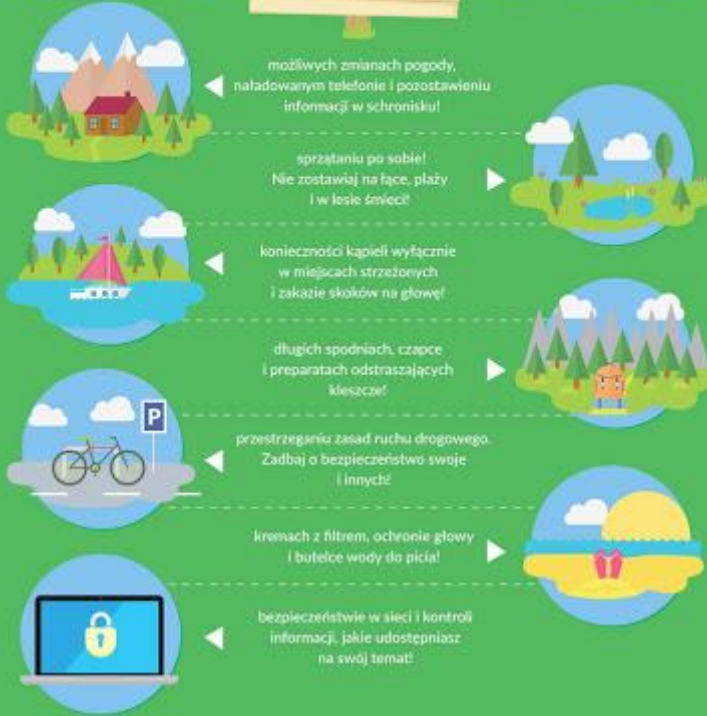 możliwych zmianach pogody,
naładowanym telefonie i pozostawieniu
informacji w schronisku!
sprzątaniu po sobie!
Nie zostawiaj na łące, plaży
i w lesie śmieci!
konieczności kąpieli wyłącznie
w miejscach strzeżonych
i zakazie skoków na głowę!
długich spodniach, czapce
i preparatach odstraszających
kleszcze!
P
przestrzeganiu zasad ruchu drogowego.
Zadbaj o bezpieczeństwo swoje
i innych!
kremach z filtrem, ochronie głowy
i butelce wody do picia!
bezpieczeństwie w sieci i kontroli
informacji, jakie udostępniasz
na swój temat!